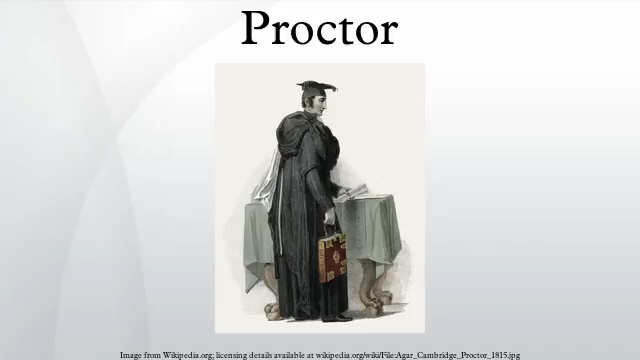 Proctor
Image from Wikipedia.org; licensing details available at wikipedia.org/wiki/File:Agar_Cambridge_Proctor_1815.jpg